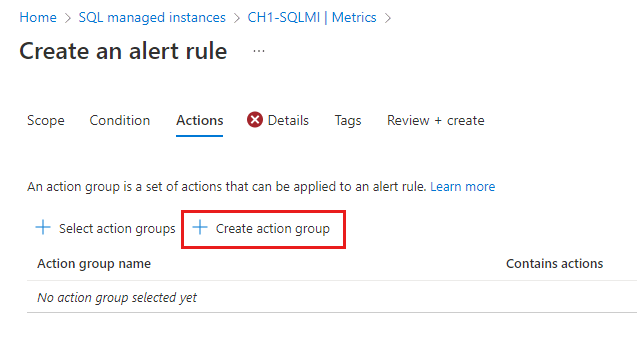 Home > SQL managed instances > CH1-SQLMI | Metrics >
Create an alert rule ...
Scope Condition Actions Details Tags Review + create
An action group is a set of actions that can be applied to an alert rule. Learn more
+ Select action groups + Create action group
Action group name Contains actions
No action group selected yet